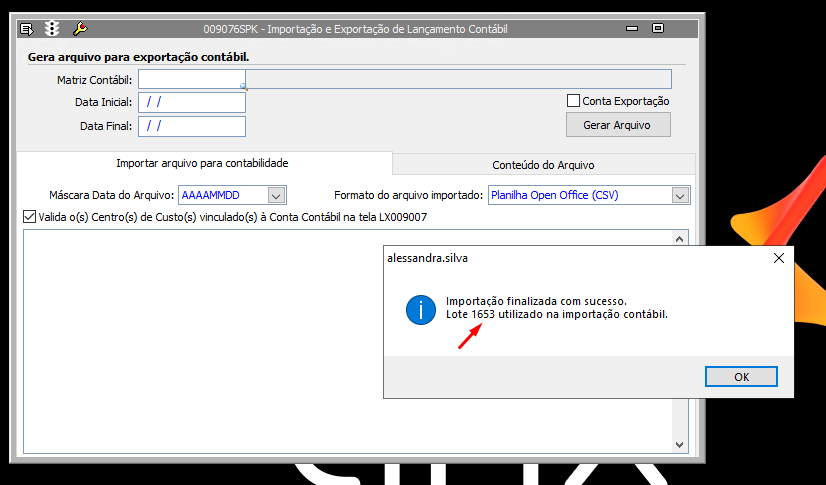 009076SPK - Importação e Exportação de Lançamento Contábil
Gera arquivo para exportação contábil.
Matriz Contábil:
Data Inicial: / /
Conta Exportação
Data Final: / /
Gerar Arquivo
Importar arquivo para contabilidade
Conteúdo do Arquivo
Máscara Data do Arquivo: AAAAMMDD
Formato do arquivo importado: Planilha Open Office (CSV)
Valida o(s) Centro(s) de Custo(s) vinculado(s) à Conta Contábil na tela LX009007
alessandra.silva
Importação finalizada com sucesso.
Lote 1653 utilizado na importação contábil.
OK